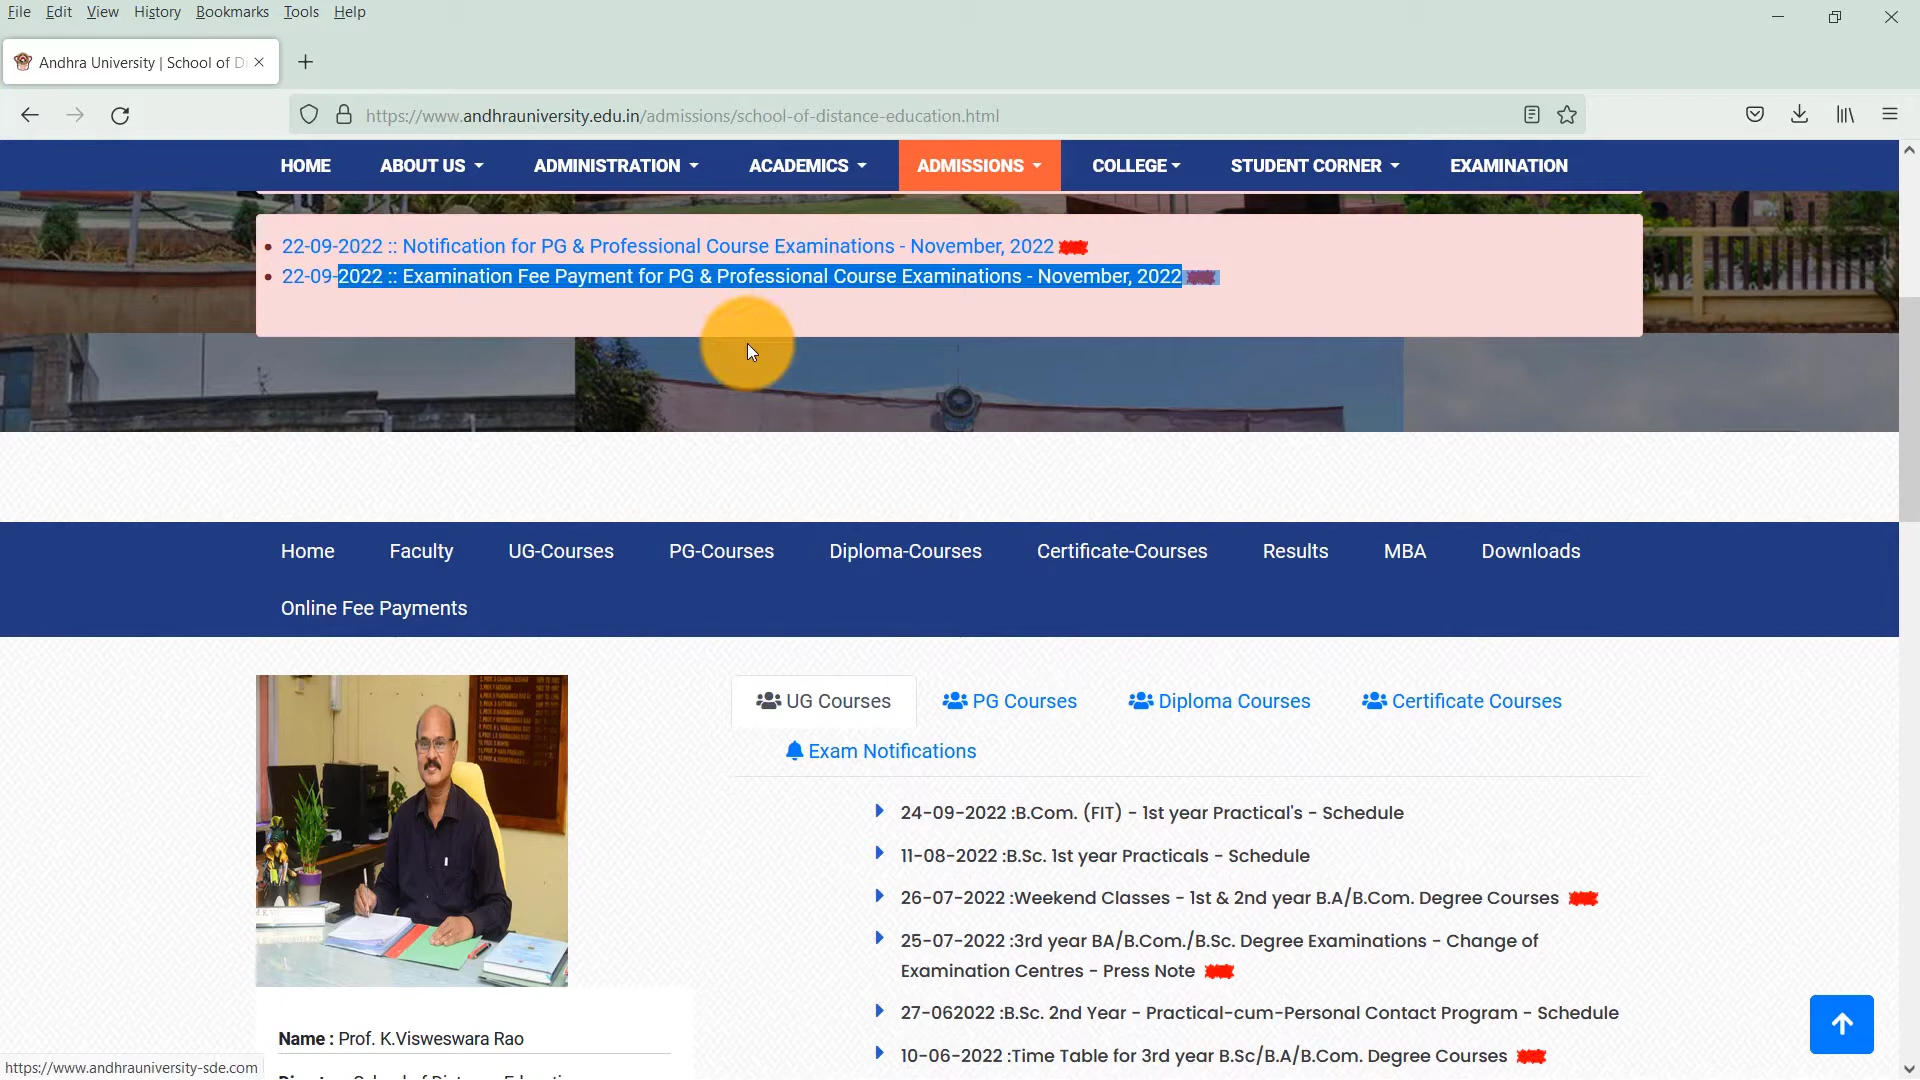 File Edit View History Bookmarks Tools Help
Andhra University | School of Di
https://www.andhrauniversity.edu.in/admissions/school-of-distance-education.html
HOME ABOUT US ADMINISTRATION ACADEMICS ADMISSIONS COLLEGE STUDENT CORNER EXAMINATION
22-09-2022 :: Notification for PG & Professional Course Examinations - November, 2022
22-09-2022 :: Examination Fee Payment for PG & Professional Course Examinations - November, 2022
Home Faculty UG-Courses PG-Courses Diploma-Courses Certificate-Courses Results MBA Downloads
Online Fee Payments
UG Courses PG Courses Diploma Courses Certificate Courses
Exam Notifications
24-09-2022 :B.Com. (FIT) - 1st year Practical's - Schedule
11-08-2022 :B.Sc. 1st year Practicals - Schedule
26-07-2022 :Weekend Classes - 1st & 2nd year B.A/B.Com. Degree Courses
25-07-2022 :3rd year BA/B.Com./B.Sc. Degree Examinations - Change of
Examination Centres - Press Note
27-062022 :B.Sc. 2nd Year - Practical-cum-Personal Contact Program - Schedule
10-06-2022 :Time Table for 3rd year B.Sc/B.A/B.Com. Degree Courses
Name : Prof. K.Visweswara Rao
https://www.andhrauniversity-sde.com